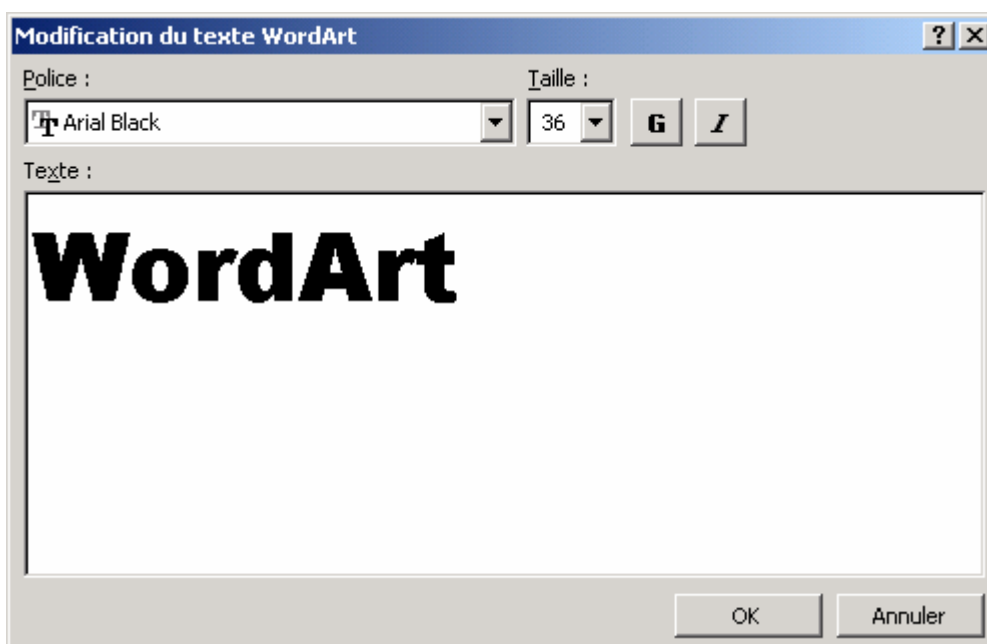 Modification du texte WordArt
Police :
Taille :
Arial Black
36
G
I
Texte :
WordArt
OK
Annuler